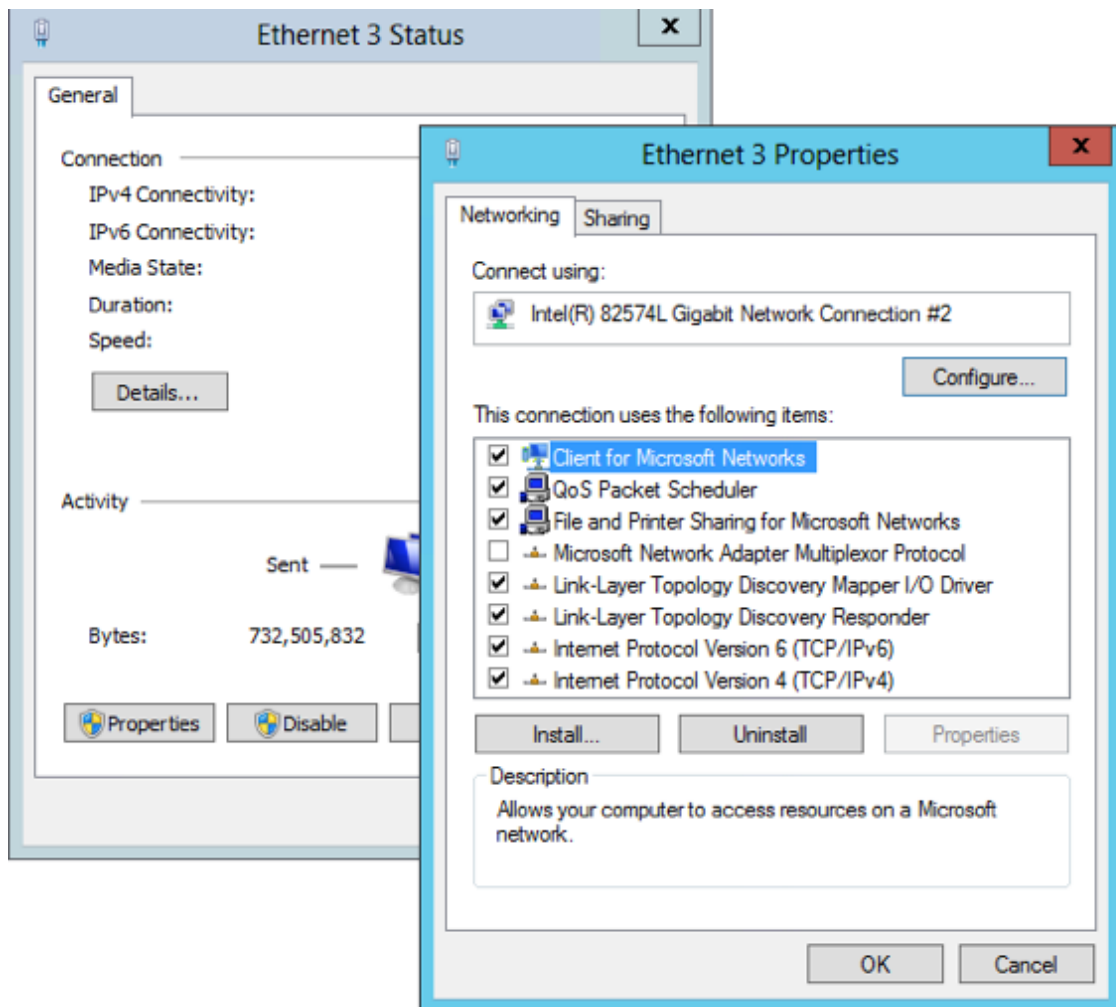 Ethernet 3 Status
x
General
Connection
IPv4 Connectivity:
IPv6 Connectivity:
Media State:
Duration:
Speed:
Details...
Activity
Sent
Bytes: 732,505,832
Properties Disable
Ethernet 3 Properties
x
Networking Sharing
Connect using:
Intel(R) 82574L Gigabit Network Connection #2
Configure...
This connection uses the following items:
Client for Microsoft Networks
QoS Packet Scheduler
File and Printer Sharing for Microsoft Networks
Microsoft Network Adapter Multiplexor Protocol
Link-Layer Topology Discovery Mapper I/O Driver
Link-Layer Topology Discovery Responder
Internet Protocol Version 6 (TCP/IPv6)
Internet Protocol Version 4 (TCP/IPv4)
Install... Uninstall Properties
Description
Allows your computer to access resources on a Microsoft
network.
OK Cancel